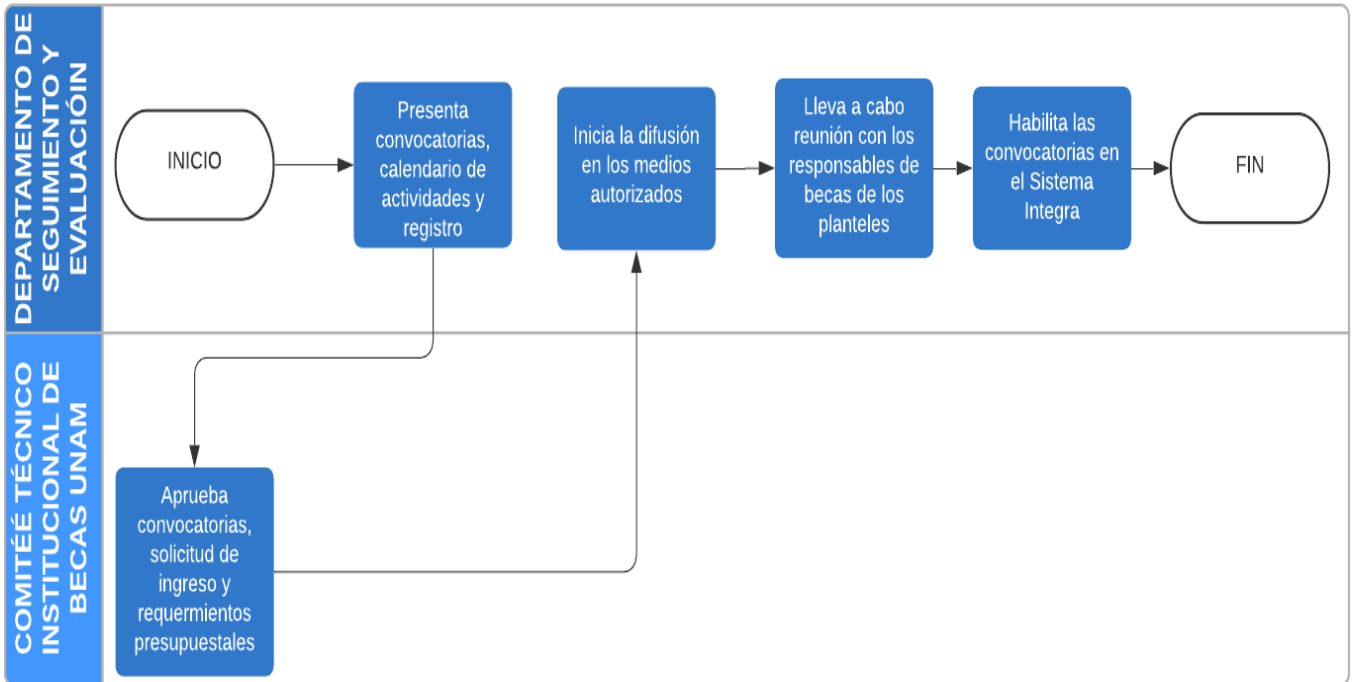 DEPARTAMENTO DE
SEGUIMIENTO Y
EVALUACIÓN
INICIO
Presenta
convocatorias,
calendario de
actividades y
registro
Inicia la difusión
en los medios
autorizados
Lleva a cabo
reunión con los
responsables de
becas de los
planteles
Habilita las
convocatorias en
el Sistema
Integra
FIN
COMITÉÉ TÉCNICO
INSTITUCIONAL DE
BECAS UNAM
Aprueba
convocatorias,
solicitud de
ingreso y
requermientos
presupuestales